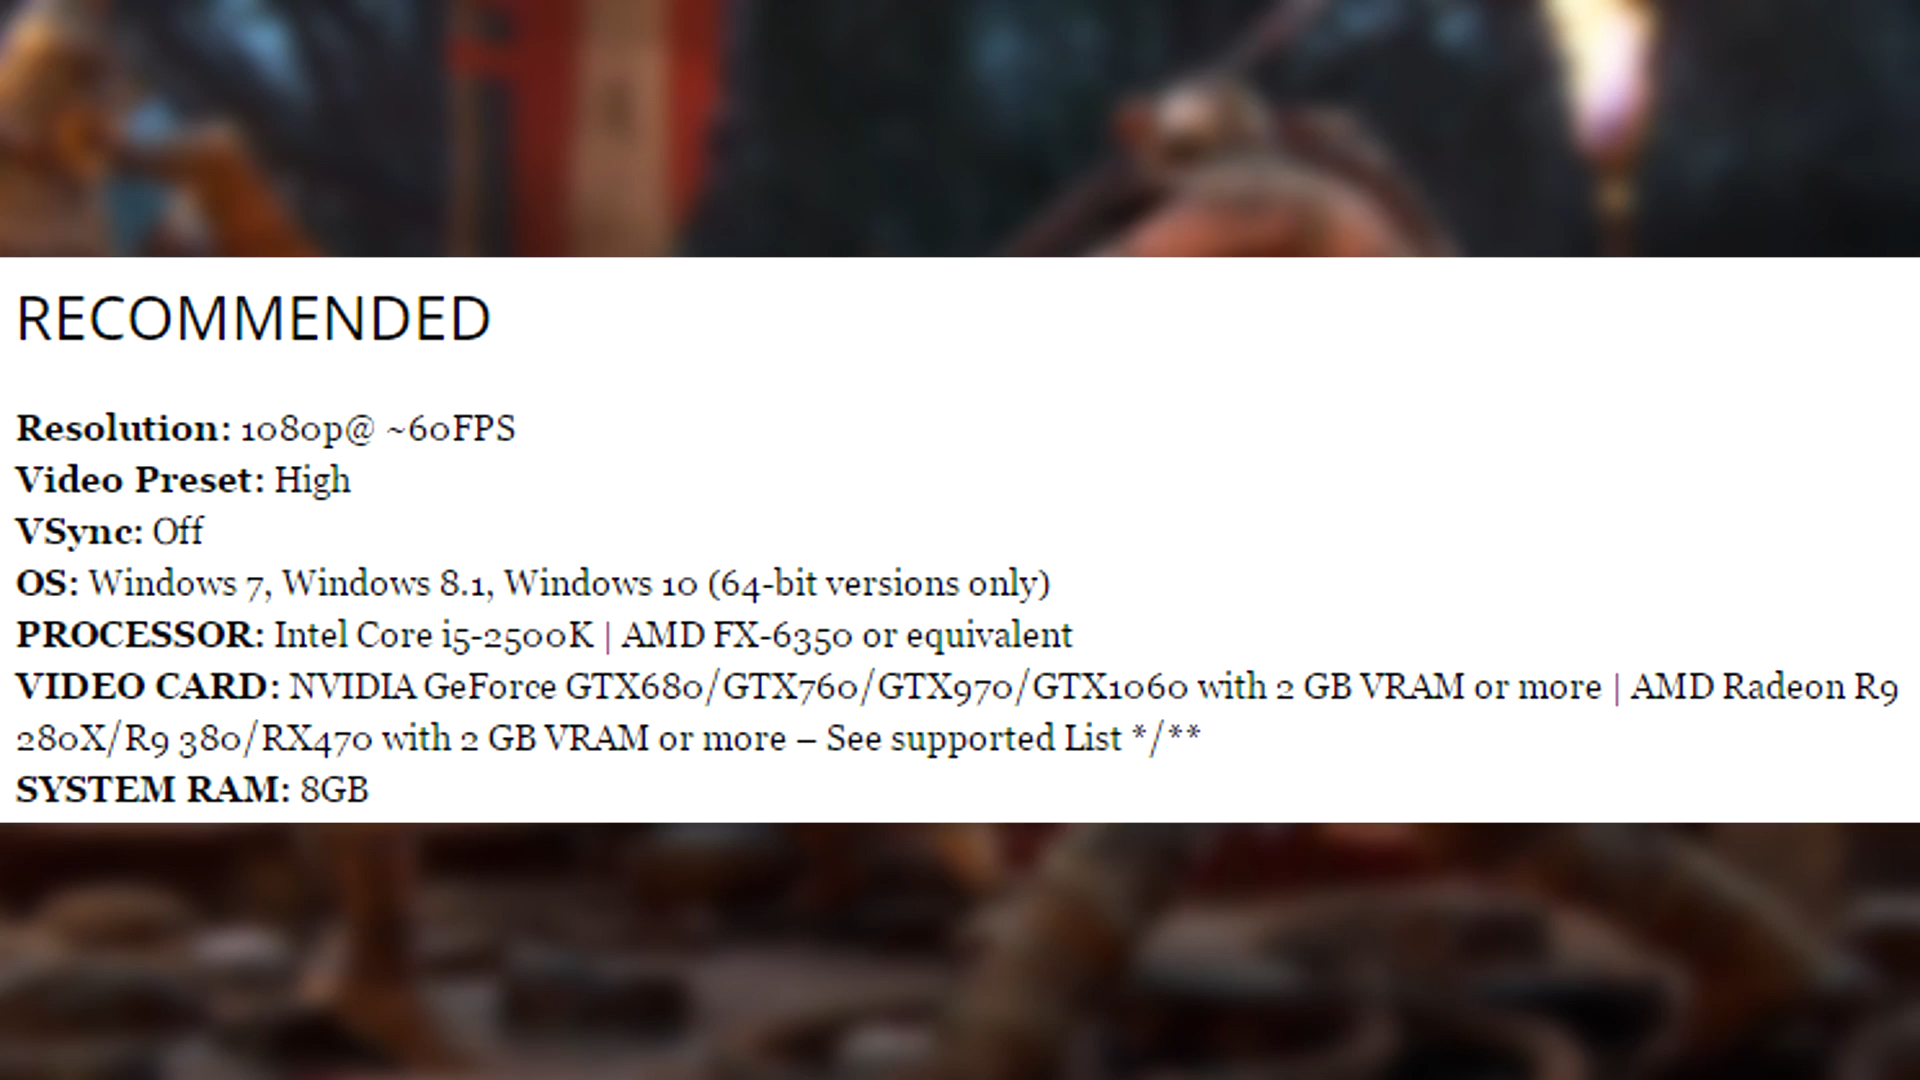 RECOMMENDED
Resolution: 1080p@ ~60FPS
Video Preset: High
VSync: Off
OS: Windows 7, Windows 8.1, Windows 10 (64-bit versions only)
PROCESSOR: Intel Core i5-2500K | AMD FX-6350 or equivalent
VIDEO CARD: NVIDIA GeForce GTX680/GTX760/GTX970/GTX1060 with 2 GB VRAM or more | AMD Radeon R9
280X/R9 380/RX470 with 2 GB VRAM or more – See supported List */**
SYSTEM RAM: 8GB